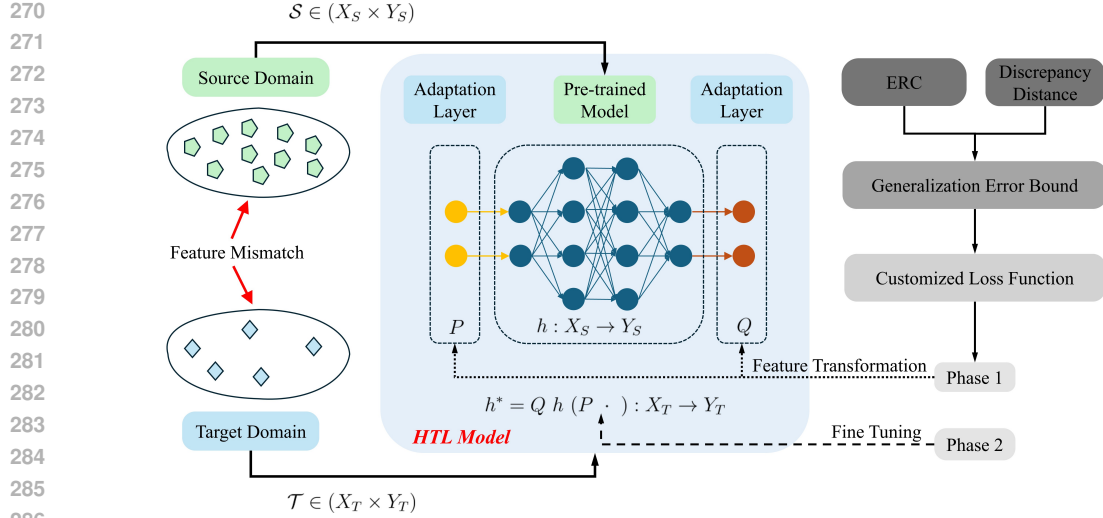 270
271
272
273
274
275
276
277
278
279
280
281
282
283
284
285
𝒮 ∈ (X_S × Y_S)
Source Domain
Feature Mismatch
Target Domain
𝒯 ∈ (X_T × Y_T)
Adaptation
Layer
Pre-trained
Model
Adaptation
Layer
P
h : X_S → Y_S
Q
h* = Q h (P · ) : X_T → Y_T
HTL Model
ERC
Discrepancy
Distance
Generalization Error Bound
Customized Loss Function
Feature Transformation
Phase 1
Fine Tuning
Phase 2